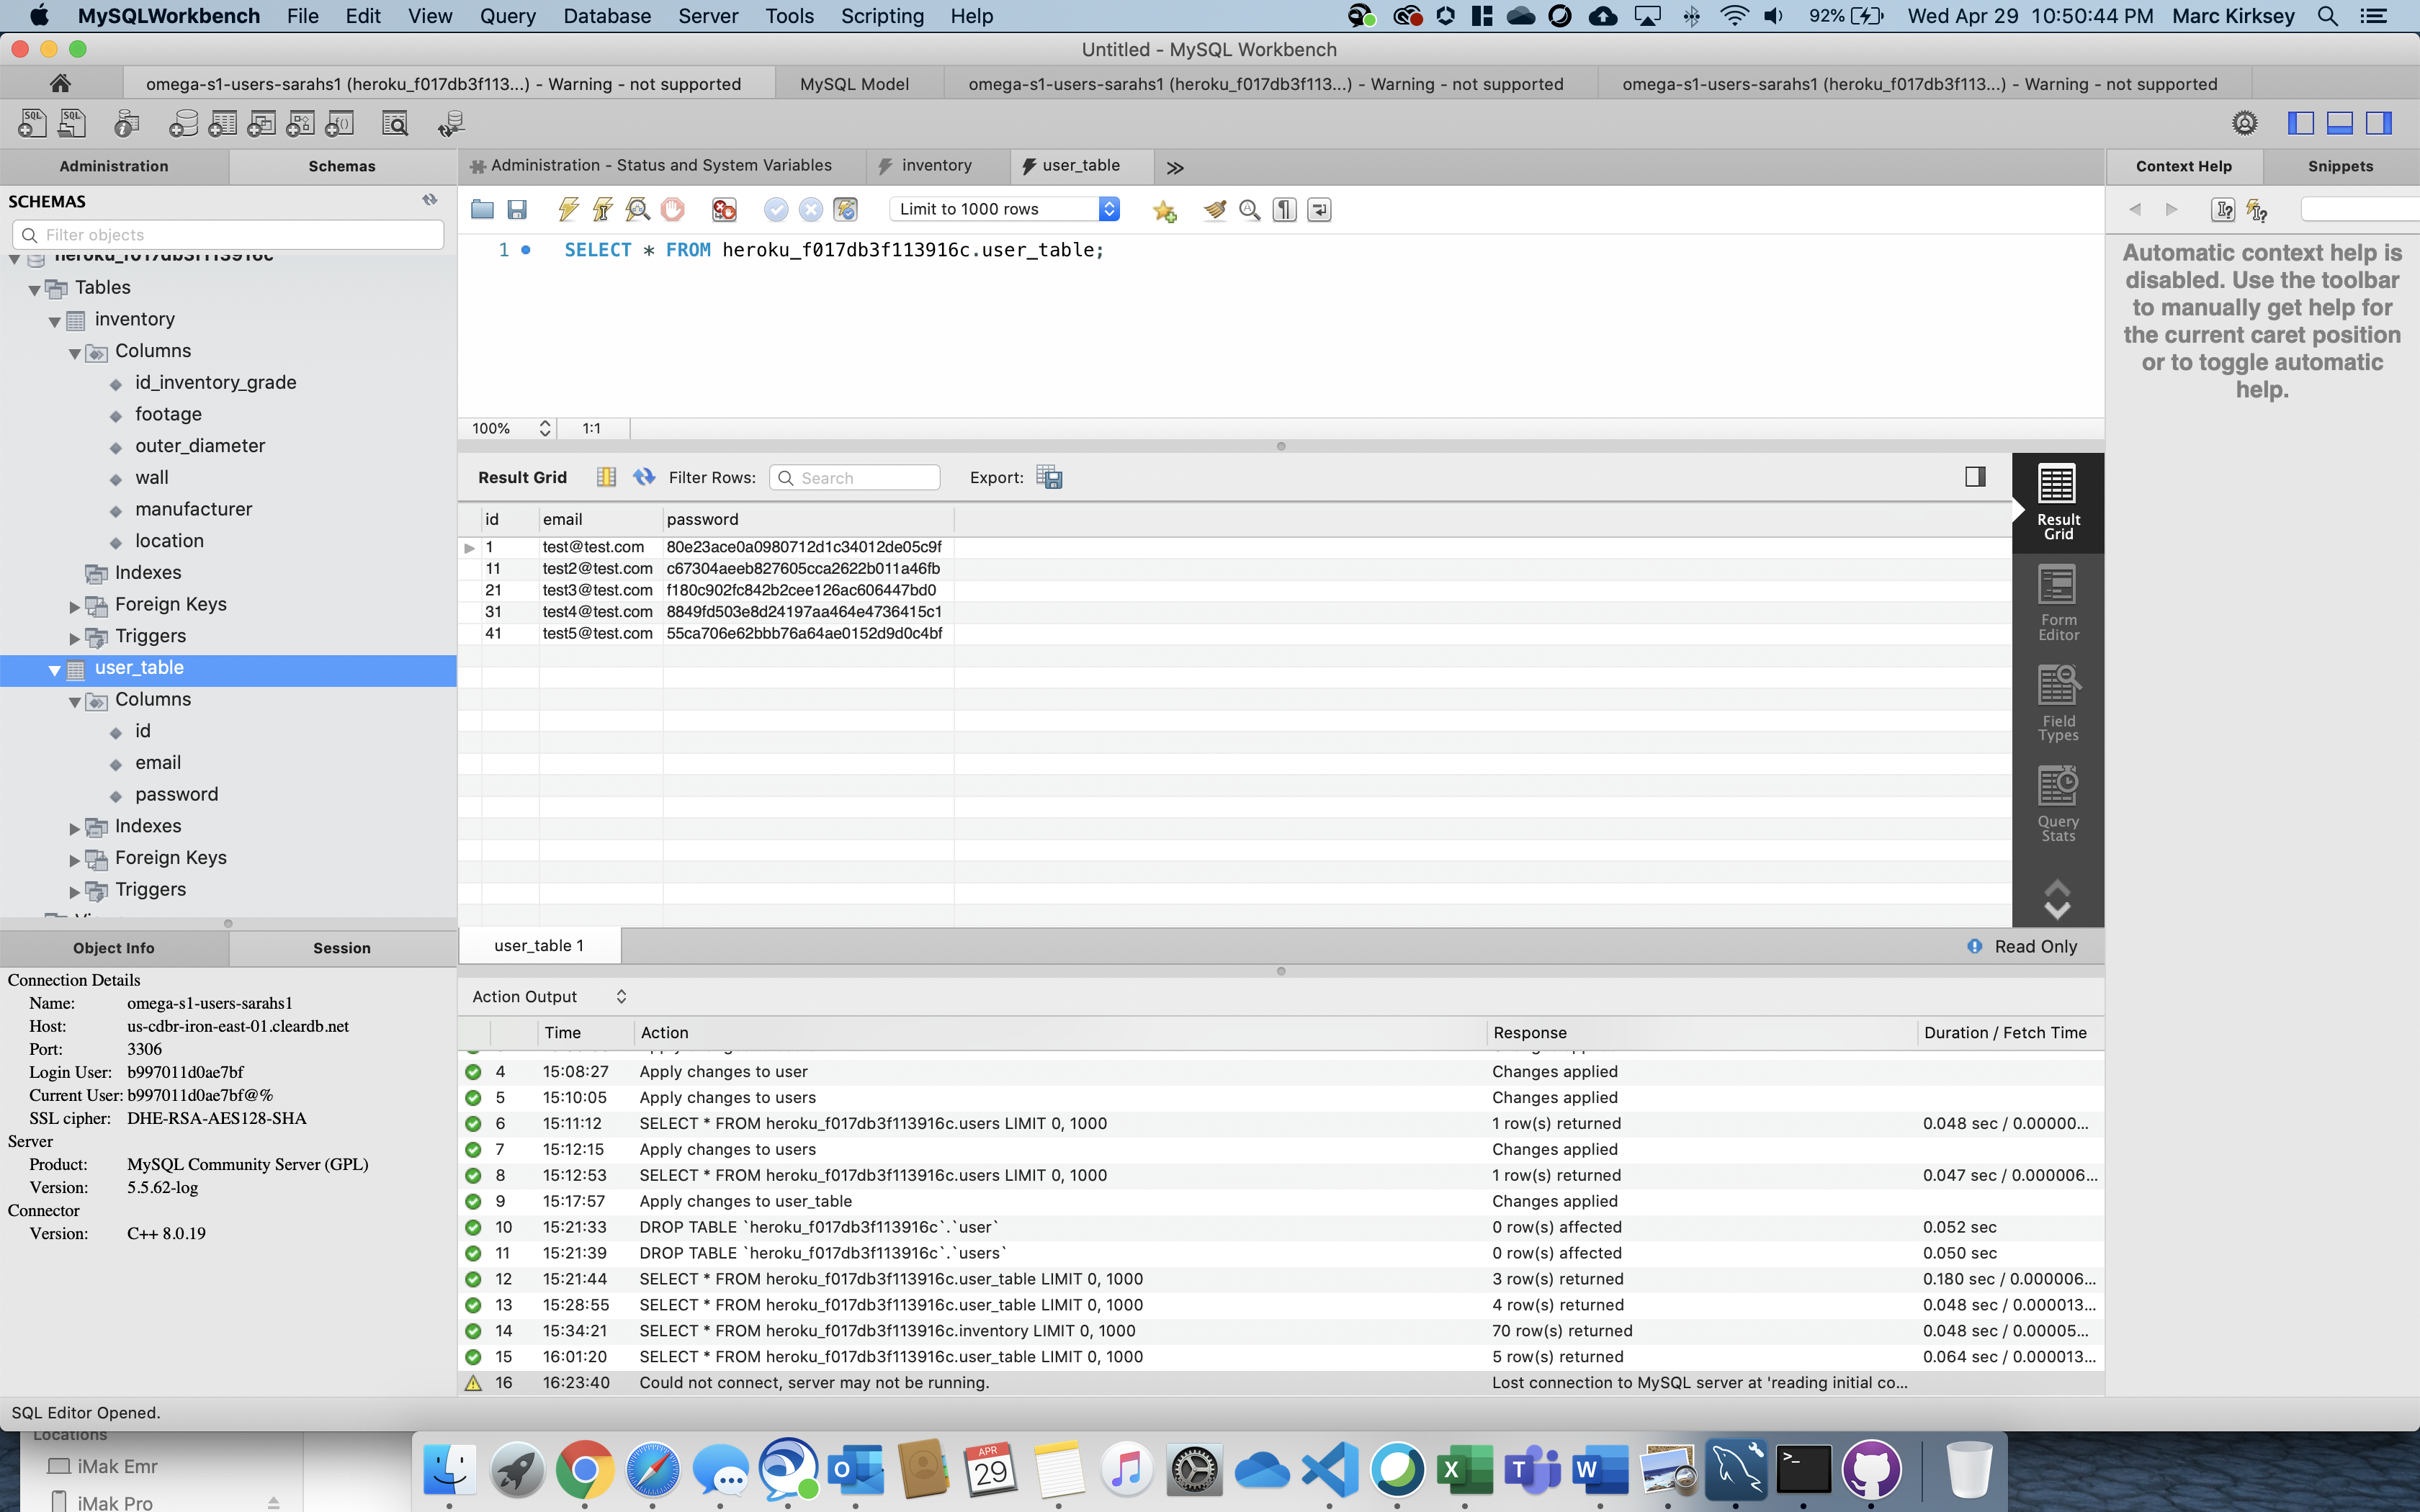 MySQLWorkbench File Edit View Query Database Server Tools Scripting Help 92% Wed Apr 29 10:50:44 PM Marc Kirksey
Untitled - MySQL Workbench
omega-s1-users-sarahs1 (heroku_f017db3f113...) - Warning - not supported MySQL Model omega-s1-users-sarahs1 (heroku_f017db3f113...) - Warning - not supported omega-s1-users-sarahs1 (heroku_f017db3f113...) - Warning - not supported
Administration Schemas
Administration - Status and System Variables inventory user_table
Context Help Snippets
SCHEMAS
Filter objects
heroku_f017db3f113916c
Tables
inventory
Columns
id_inventory_grade
footage
outer_diameter
wall
manufacturer
location
Indexes
Foreign Keys
Triggers
user_table
Columns
id
email
password
Indexes
Foreign Keys
Triggers
Limit to 1000 rows
1 SELECT * FROM heroku_f017db3f113916c.user_table;
100% 1:1
Automatic context help is
disabled. Use the toolbar
to manually get help for
the current caret position
or to toggle automatic
help.
Result Grid Filter Rows: Search Export:
id email password
1 test@test.com 80e23ace0a0980712d1c34012de05c9f
11 test2@test.com c67304aeeb827605cca2622b011a46fb
21 test3@test.com f180c902fc842b2cee126ac606447bd0
31 test4@test.com 8849fd503e8d24197aa464e4736415c1
41 test5@test.com 55ca706e62bbb76a64ae0152d9d0c4bf
Result
Grid
Form
Editor
Field
Types
Query
Stats
user_table 1 Read Only
Object Info Session
Connection Details
Name: omega-s1-users-sarahs1
Host: us-cdbr-iron-east-01.cleardb.net
Port: 3306
Login User: b997011d0ae7bf
Current User: b997011d0ae7bf@%
SSL cipher: DHE-RSA-AES128-SHA
Server
Product: MySQL Community Server (GPL)
Version: 5.5.62-log
Connector
Version: C++ 8.0.19
Action Output
Time Action Response Duration / Fetch Time
4 15:08:27 Apply changes to user Changes applied
5 15:10:05 Apply changes to users Changes applied
6 15:11:12 SELECT * FROM heroku_f017db3f113916c.users LIMIT 0, 1000 1 row(s) returned 0.048 sec / 0.00000...
7 15:12:15 Apply changes to users Changes applied
8 15:12:53 SELECT * FROM heroku_f017db3f113916c.users LIMIT 0, 1000 1 row(s) returned 0.047 sec / 0.000006...
9 15:17:57 Apply changes to user_table Changes applied
10 15:21:33 DROP TABLE `heroku_f017db3f113916c`.`user` 0 row(s) affected 0.052 sec
11 15:21:39 DROP TABLE `heroku_f017db3f113916c`.`users` 0 row(s) affected 0.050 sec
12 15:21:44 SELECT * FROM heroku_f017db3f113916c.user_table LIMIT 0, 1000 3 row(s) returned 0.180 sec / 0.000006...
13 15:28:55 SELECT * FROM heroku_f017db3f113916c.user_table LIMIT 0, 1000 4 row(s) returned 0.048 sec / 0.000013...
14 15:34:21 SELECT * FROM heroku_f017db3f113916c.inventory LIMIT 0, 1000 70 row(s) returned 0.048 sec / 0.00005...
15 16:01:20 SELECT * FROM heroku_f017db3f113916c.user_table LIMIT 0, 1000 5 row(s) returned 0.064 sec / 0.000013...
16 16:23:40 Could not connect, server may not be running. Lost connection to MySQL server at 'reading initial co...
SQL Editor Opened.
Locations
iMak Emr
iMak Pro
APR
29